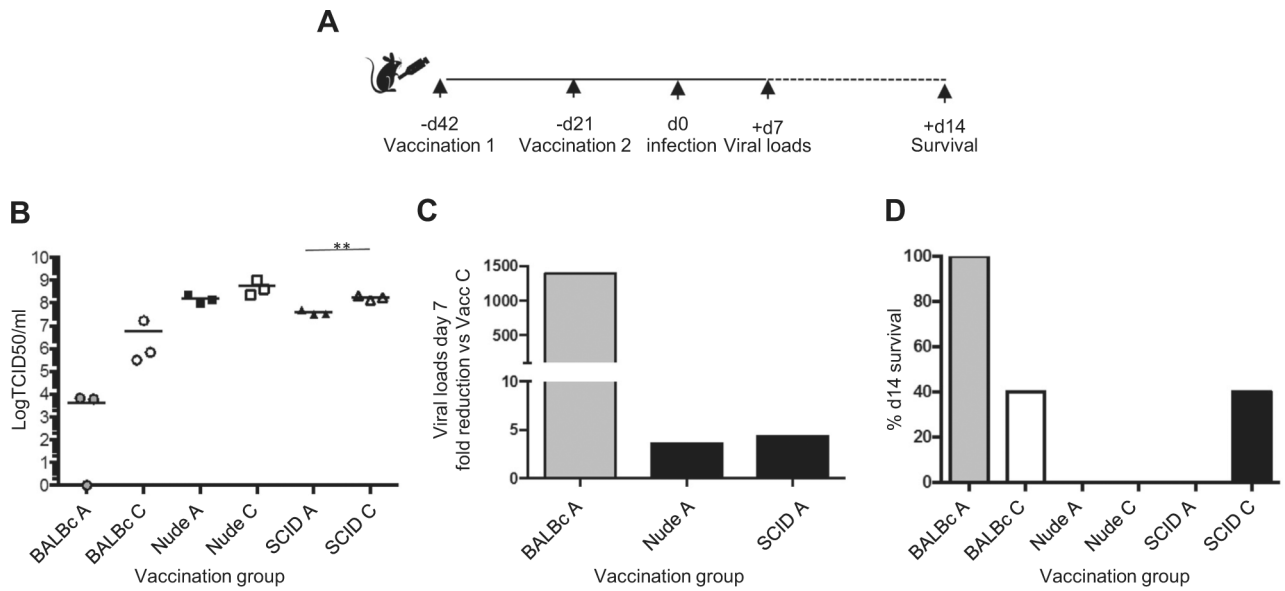 A
-d42
Vaccination 1
-d21
Vaccination 2
d0
infection
+d7
Viral loads
+d14
Survival
B
LogTCID50/ml
10
9
8
7
6
5
4
3
2
1
0
**
BALBc A
BALBc C
Nude A
Nude C
SCID A
SCID C
Vaccination group
C
Viral loads day 7
fold reduction vs Vacc C
1500
1000
500
10
5
0
BALBc A
Nude A
SCID A
Vaccination group
D
% d14 survival
100
80
60
40
20
0
BALBc A
BALBc C
Nude A
Nude C
SCID A
SCID C
Vaccination group